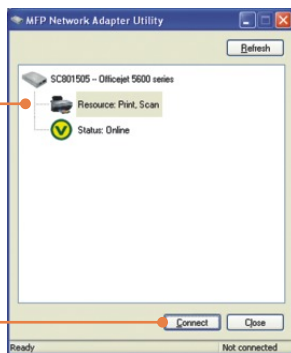 MFP Network Adapter Utility
Refresh
SC801505 -- Officejet 5600 series
Resource: Print, Scan
Status: Online
Connect Close
Ready Not connected